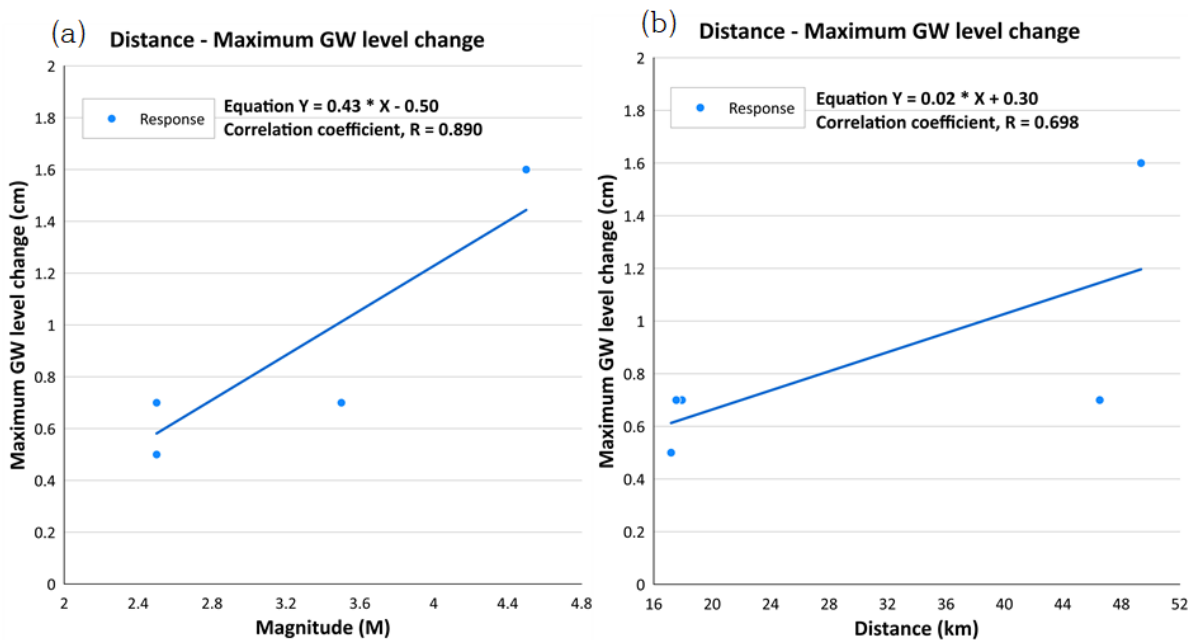 (a)
Distance - Maximum GW level change
Response
Equation Y = 0.43 * X - 0.50
Correlation coefficient, R = 0.890
Maximum GW level change (cm)
2
1.8
1.6
1.4
1.2
1
0.8
0.6
0.4
0.2
0
2 2.4 2.8 3.2 3.6 4 4.4 4.8
Magnitude (M)
(b)
Distance - Maximum GW level change
Response
Equation Y = 0.02 * X + 0.30
Correlation coefficient, R = 0.698
Maximum GW level change (cm)
2
1.8
1.6
1.4
1.2
1
0.8
0.6
0.4
0.2
0
16 20 24 28 32 36 40 44 48 52
Distance (km)